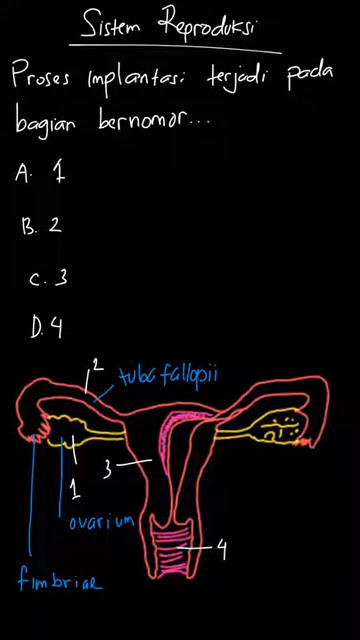 Sistem Reproduksi
Proses implantasi terjadi pada
bagian bernomor...
A. 1
B. 2
C. 3
D. 4
2
tuba fallopii
3
1
ovarium
4
fimbriae